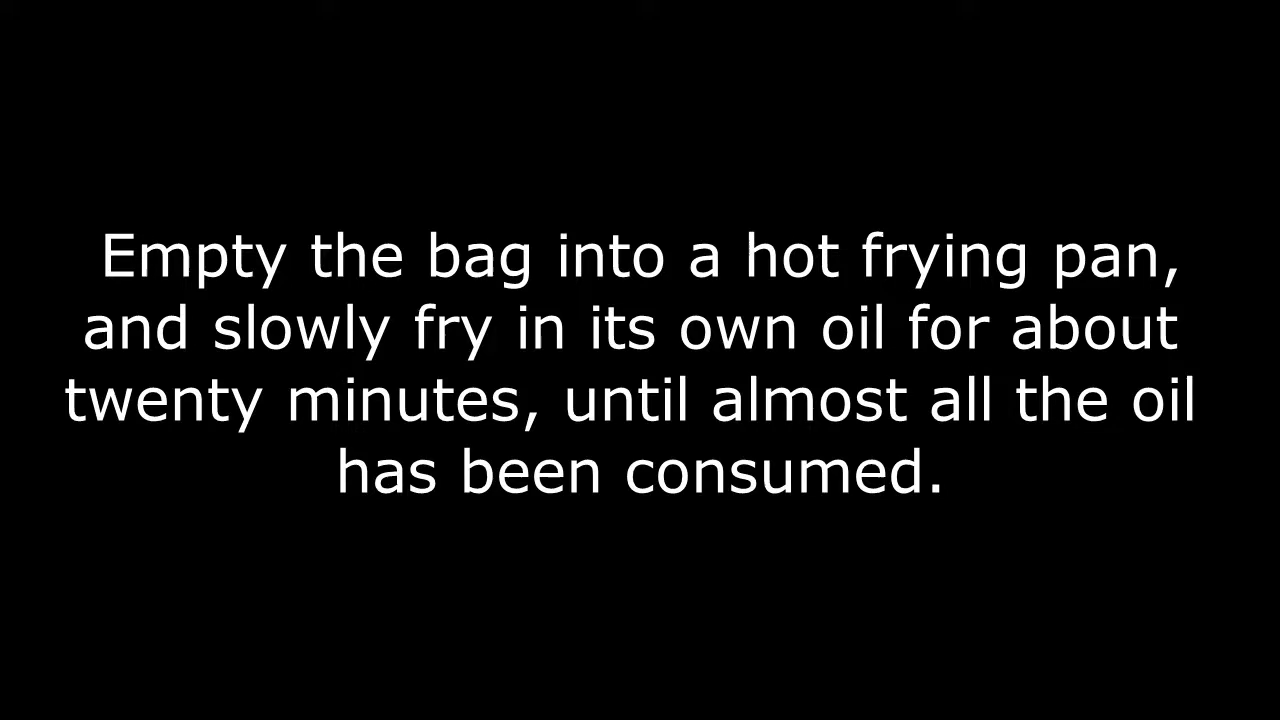 Empty the bag into a hot frying pan,
and slowly fry in its own oil for about
twenty minutes, until almost all the oil
has been consumed.